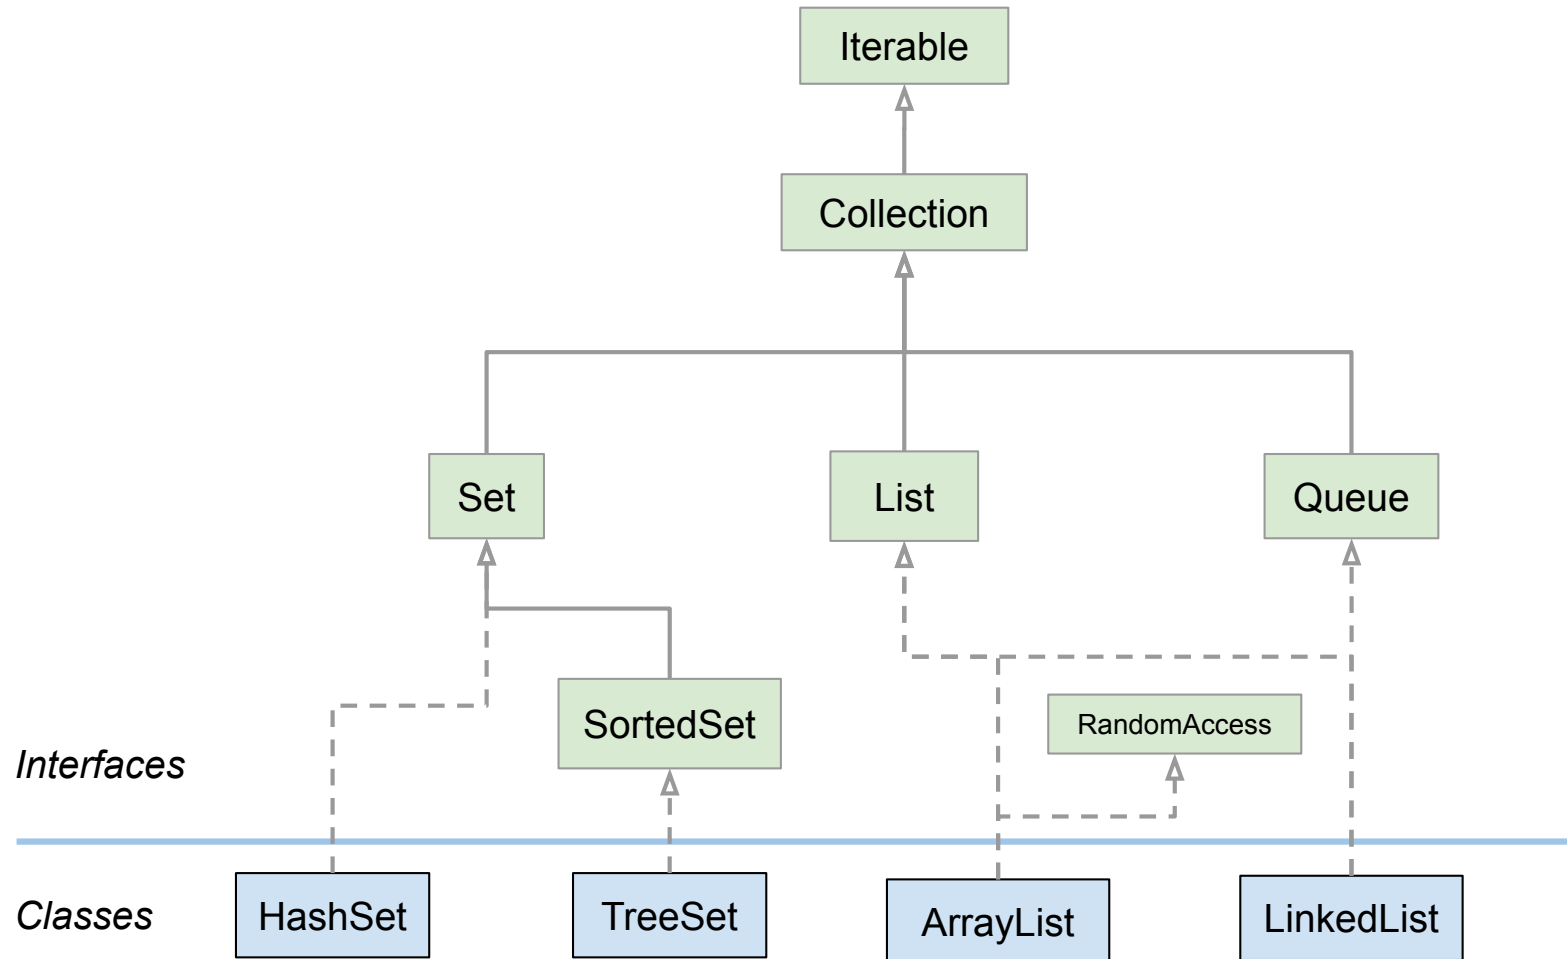 Iterable
Collection
Set
List
Queue
SortedSet
RandomAccess
Interfaces
Classes
HashSet
TreeSet
ArrayList
LinkedList